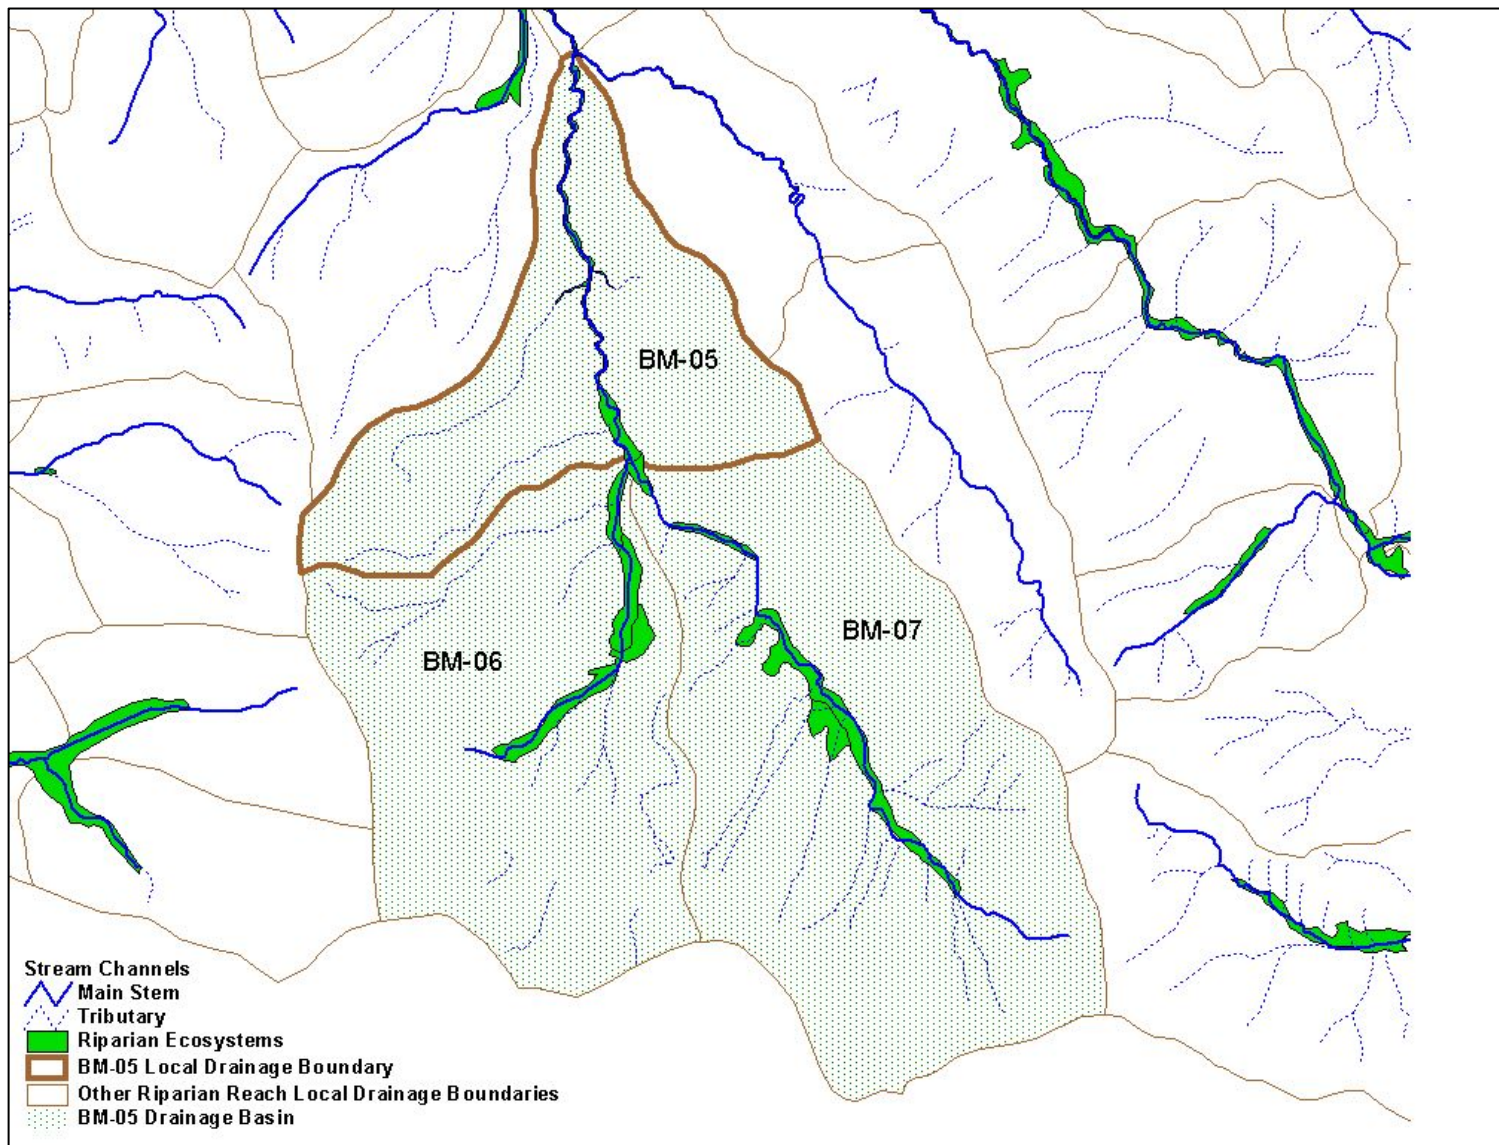 BM-05
BM-07
BM-06
Stream Channels
Main Stem
Tributary
Riparian Ecosystems
BM-05 Local Drainage Boundary
Other Riparian Reach Local Drainage Boundaries
BM-05 Drainage Basin